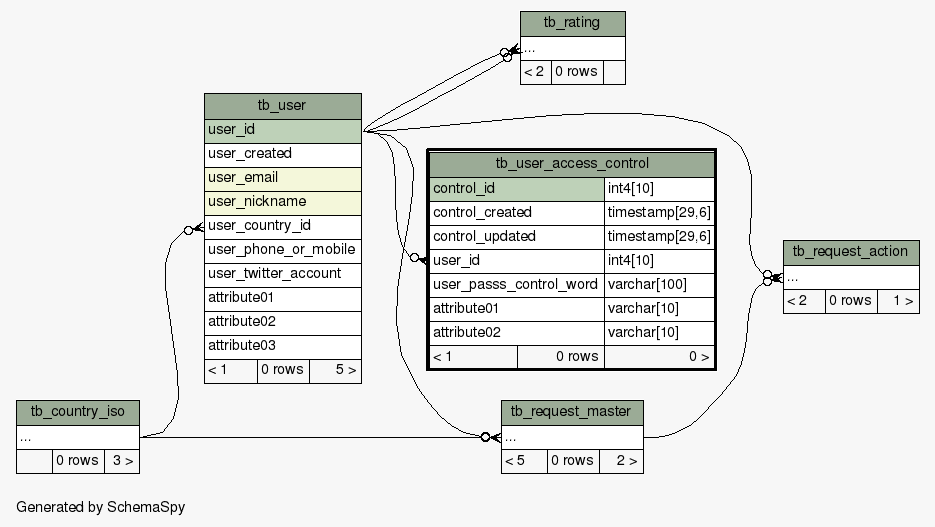 tb_rating
...
< 2 0 rows
tb_user
user_id
user_created
user_email
user_nickname
user_country_id
user_phone_or_mobile
user_twitter_account
attribute01
attribute02
attribute03
< 1 0 rows 5 >
tb_user_access_control
control_id int4[10]
control_created timestamp[29,6]
control_updated timestamp[29,6]
user_id int4[10]
user_passs_control_word varchar[100]
attribute01 varchar[10]
attribute02 varchar[10]
< 1 0 rows 0 >
tb_request_action
...
< 2 0 rows 1 >
tb_country_iso
...
0 rows 3 >
tb_request_master
...
< 5 0 rows 2 >
Generated by SchemaSpy